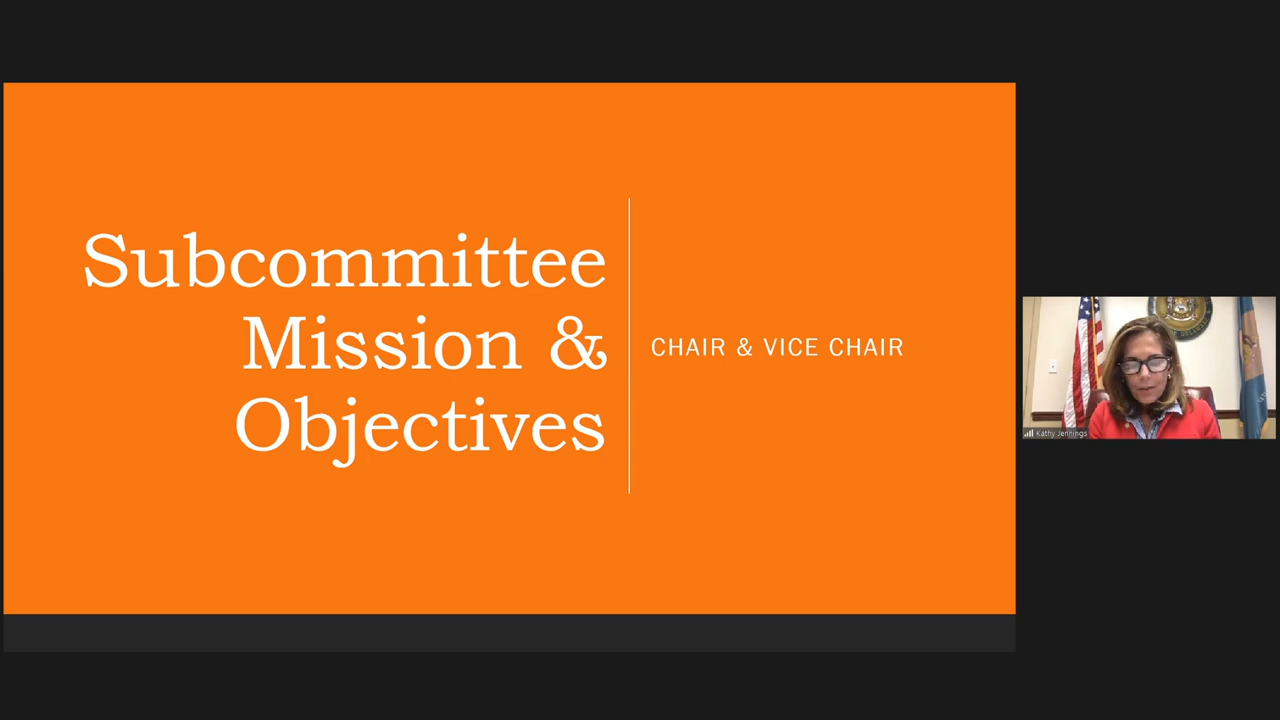 Subcommittee
Mission &
Objectives
CHAIR & VICE CHAIR
Kathy Jennings